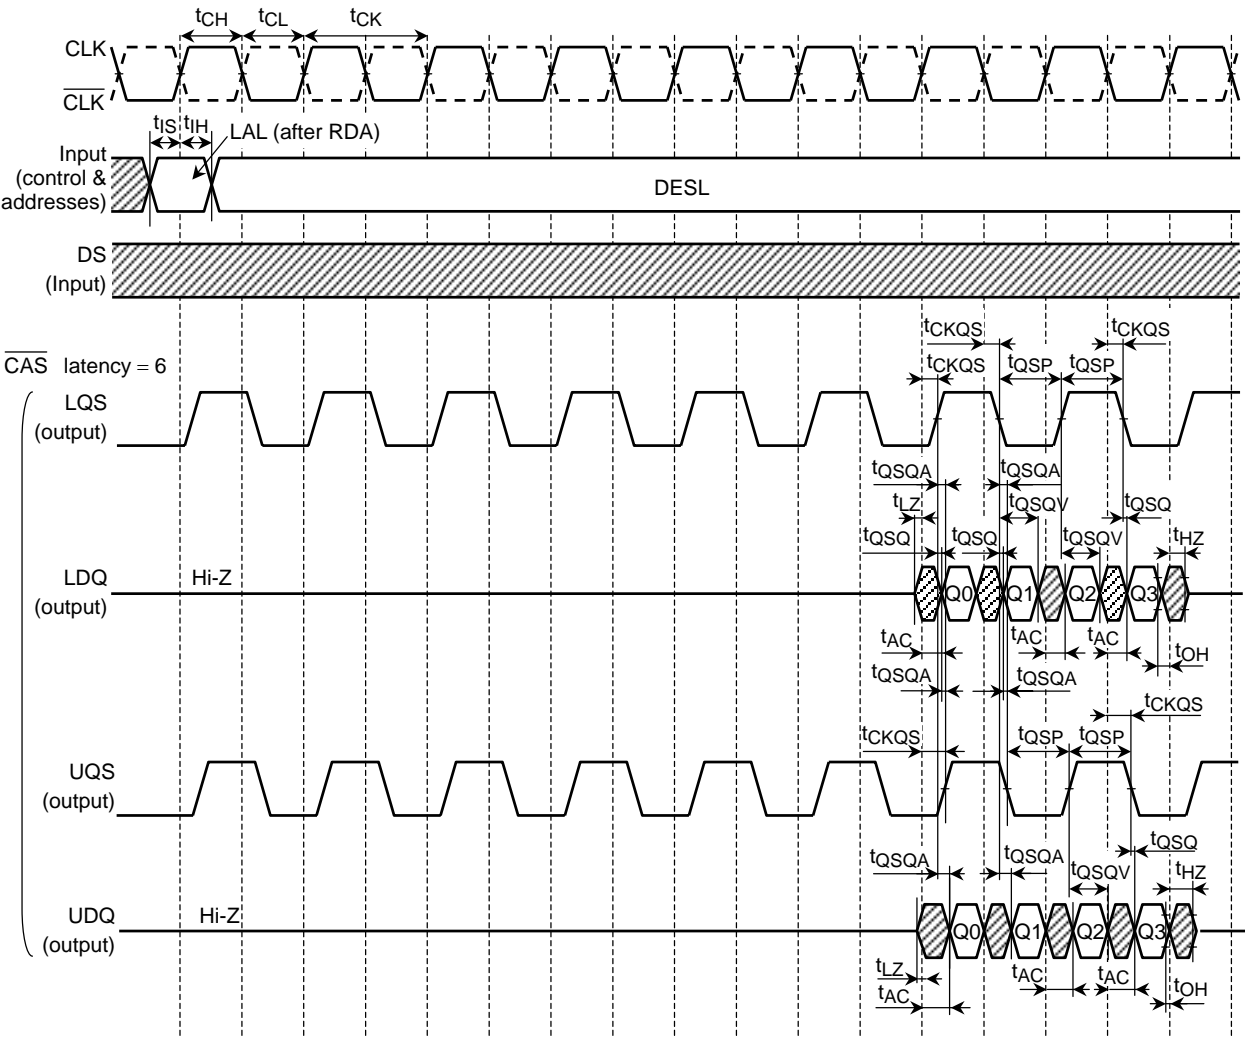 tCH tCL tCK
CLK
CLK
tIS tIH LAL (after RDA)
Input
(control &
addresses)
DESL
DS
(Input)
tCKQS tCKQS
CAS latency = 6
tCKQS tQSP tQSP
LQS
(output)
tQSQA tQSQA
tLZ tQSQV tQSQ
tQSQ tQSQ tQSQV tHZ
LDQ
(output)
Hi-Z
Q0 Q1 Q2 Q3
tAC tAC tAC tOH
tQSQA tQSQA
tCKQS
tCKQS tQSP tQSP
UQS
(output)
tQSQ
tQSQA tQSQA tQSQV tHZ
UDQ
(output)
Hi-Z
Q0 Q1 Q2 Q3
tLZ tAC tAC tOH
tAC